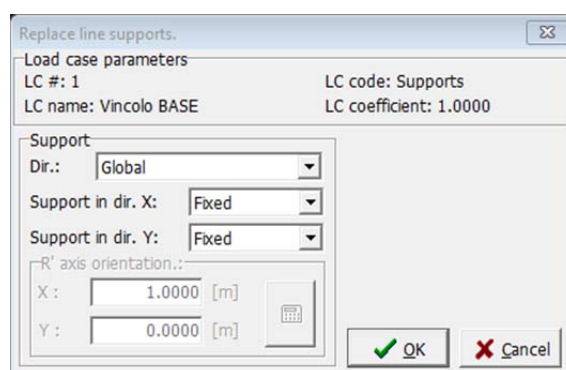 Replace line supports.
Load case parameters
LC #: 1 LC code: Supports
LC name: Vincolo BASE LC coefficient: 1.0000
Support
Dir.: Global
Support in dir. X: Fixed
Support in dir. Y: Fixed
R' axis orientation.:
X : 1.0000 [m]
Y : 0.0000 [m]
OK Cancel